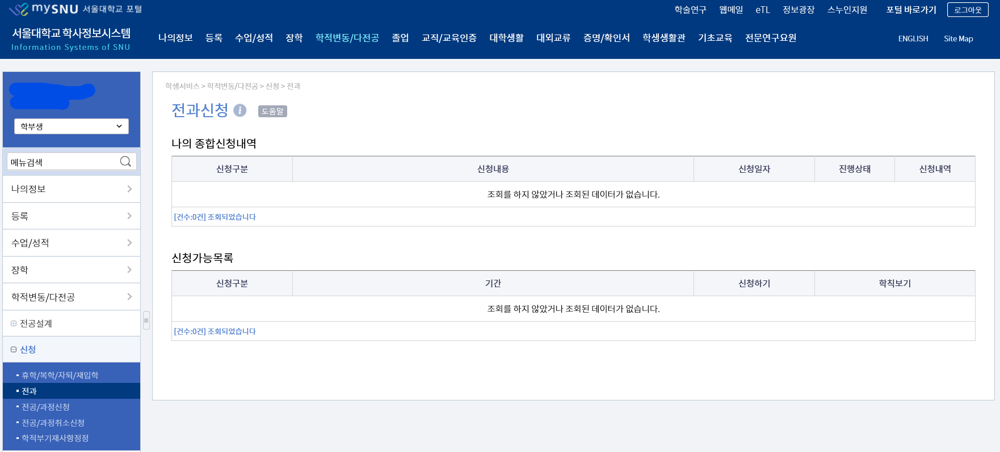 mySNU 서울대학교 포털
학술연구 웹메일 eTL 정보광장 스누인지원 포털 바로가기 로그아웃
서울대학교 학사정보시스템
Information Systems of SNU
나의정보 등록 수업/성적 장학 학적변동/다전공 졸업 교직/교육인증 대학생활 대외교류 증명/확인서 학생생활관 기초교육 전문연구요원
ENGLISH Site Map
학부생
메뉴검색
나의정보
등록
수업/성적
장학
학적변동/다전공
전공설계
신청
휴학/복학/자퇴/재입학
전과
전공/과정신청
전공/과정취소신청
학적부기재사항정정
학생서비스 > 학적변동/다전공 > 신청 > 전과
전과신청 i 도움말
나의 종합신청내역
신청구분 신청내용 신청일자 진행상태 신청내역
조회를 하지 않았거나 조회된 데이터가 없습니다.
[건수:0건] 조회되었습니다
신청가능목록
신청구분 기간 신청하기 학칙보기
조회를 하지 않았거나 조회된 데이터가 없습니다.
[건수:0건] 조회되었습니다